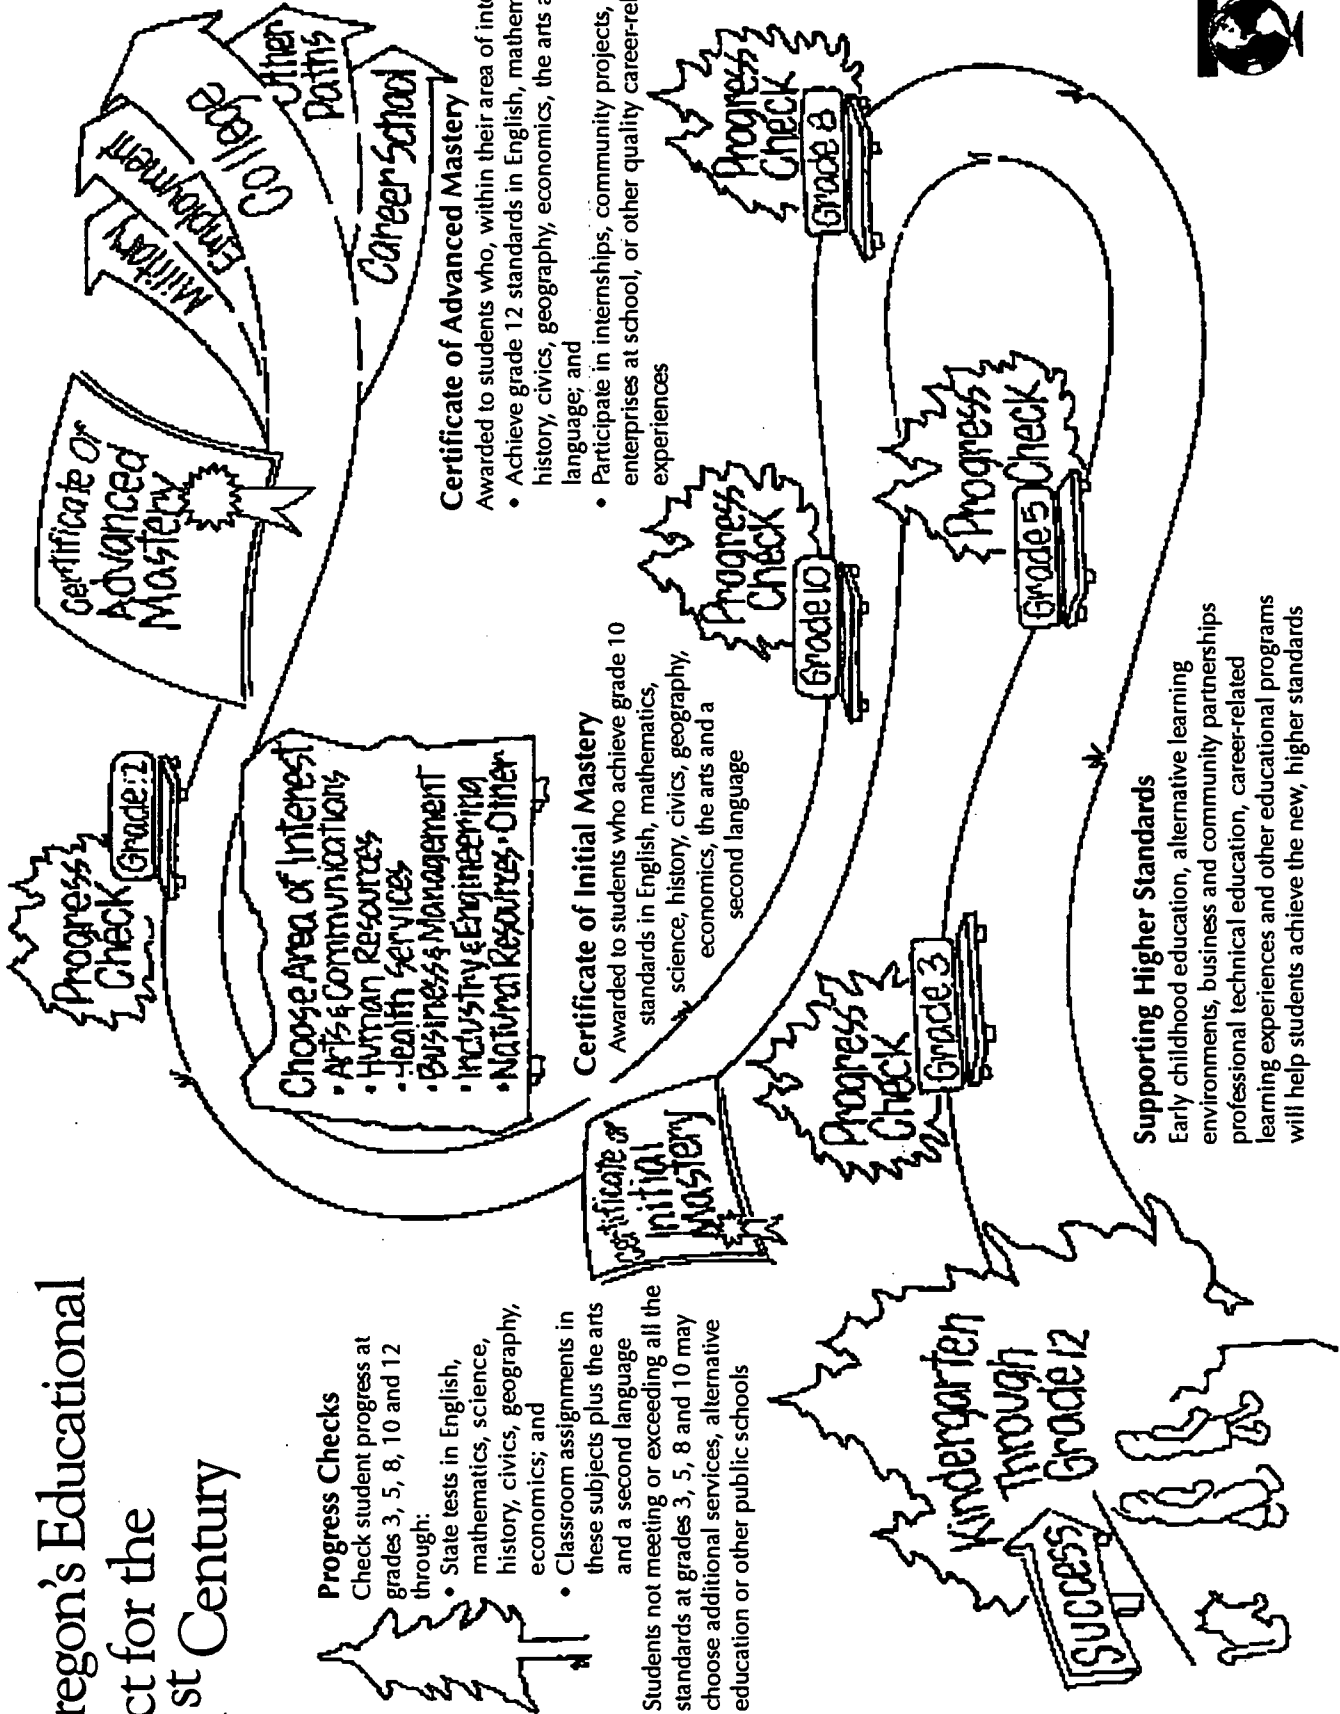 regon's Educational
ct for the
st Century
Progress Checks
Check student progress at
grades 3, 5, 8, 10 and 12
through:
• State tests in English,
mathematics, science,
history, civics, geography,
economics; and
• Classroom assignments in
these subjects plus the arts
and a second language
Students not meeting or exceeding all the
standards at grades 3, 5, 8 and 10 may
choose additional services, alternative
education or other public schools
Success
Kindergarten
Through
Grade 12
Progress
Check
Grade 3
Progress
Check
Grade 5
Progress
Check
Grade 8
Progress
Check
Grade 10
Certificate of
Initial
Mastery
Certificate of Initial Mastery
Awarded to students who achieve grade 10
standards in English, mathematics,
science, history, civics, geography,
economics, the arts and a
second language
Choose Area of Interest
• Arts & Communications
• Human Resources
• Health Services
• Business & Management
• Industry & Engineering
• Natural Resources • Other
Progress
Check
Grade 12
Certificate of
Advanced
Mastery
Military
Employment
College
Other
Paths
Career School
Certificate of Advanced Mastery
Awarded to students who, within their area of inte
• Achieve grade 12 standards in English, mathem
history, civics, geography, economics, the arts a
language; and
• Participate in internships, community projects,
enterprises at school, or other quality career-rel
experiences
Supporting Higher Standards
Early childhood education, alternative learning
environments, business and community partnerships
professional technical education, career-related
learning experiences and other educational programs
will help students achieve the new, higher standards